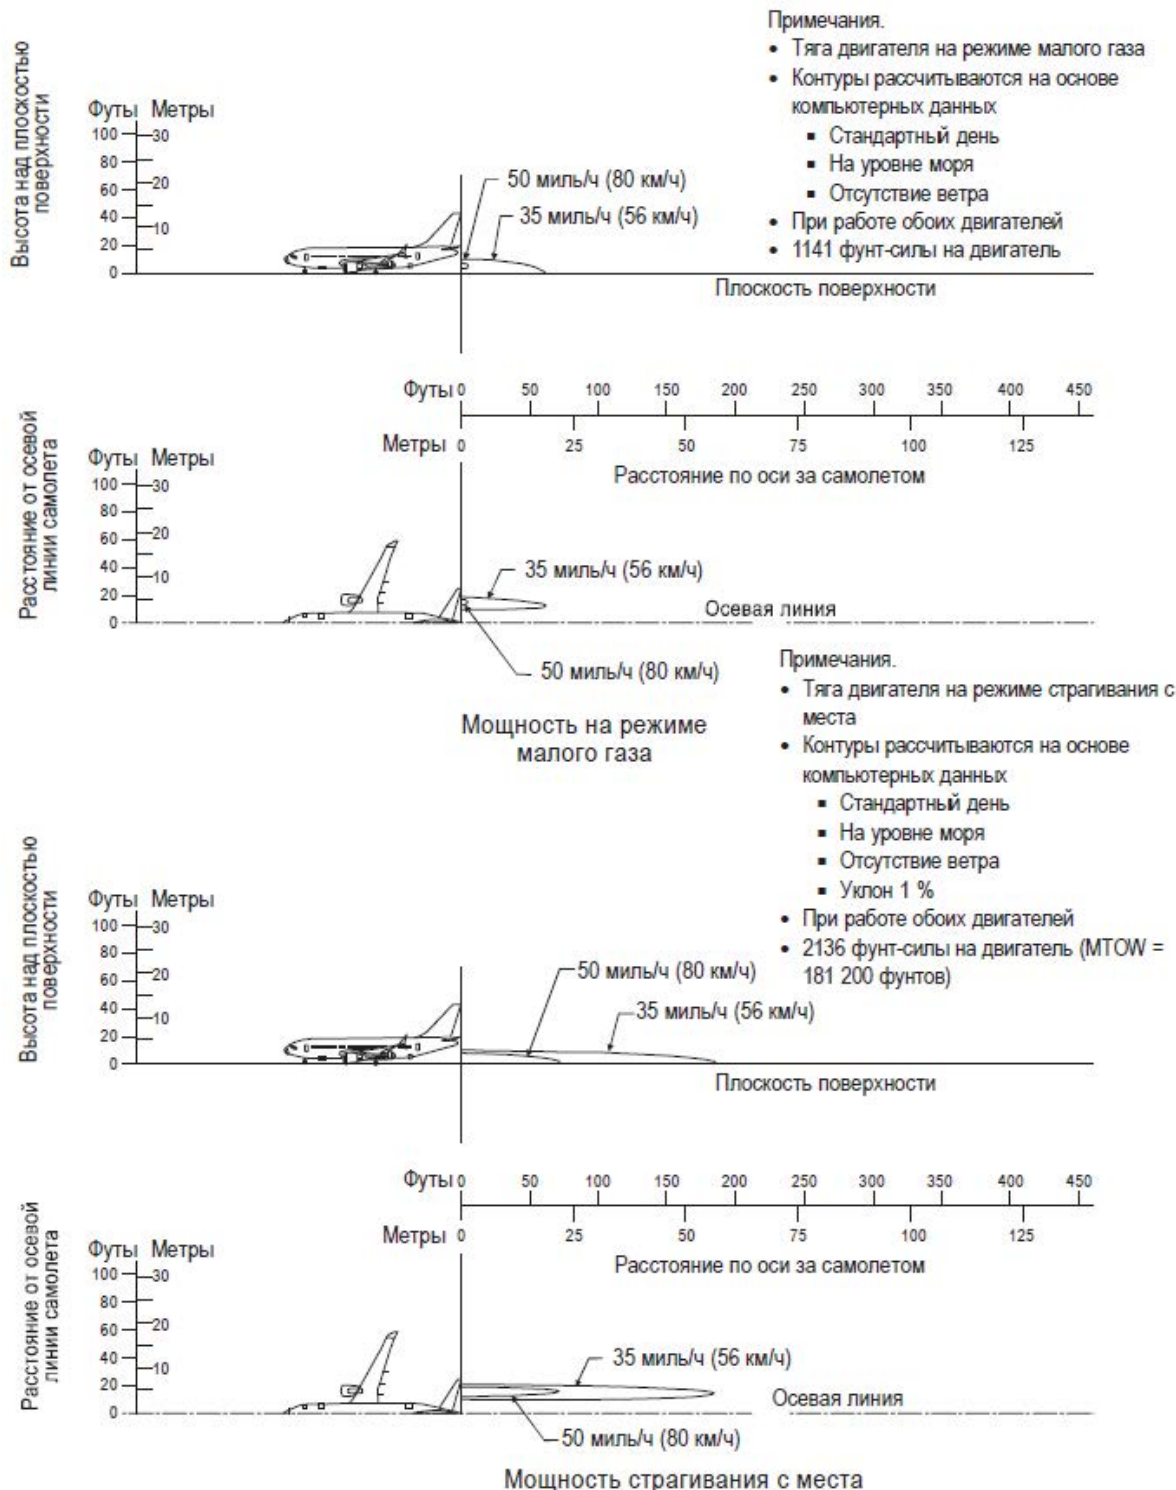 Примечания.
• Тяга двигателя на режиме малого газа
• Контуры рассчитываются на основе
компьютерных данных
▪ Стандартный день
▪ На уровне моря
▪ Отсутствие ветра
• При работе обоих двигателей
• 1141 фунт-силы на двигатель
Высота над плоскостью
поверхности
Футы Метры
100 30
80
60 20
40 10
20
0
50 миль/ч (80 км/ч)
35 миль/ч (56 км/ч)
Плоскость поверхности
Футы 0 50 100 150 200 250 300 350 400 450
Метры 0 25 50 75 100 125
Расстояние по оси за самолетом
Расстояние от осевой
линии самолета
Футы Метры
100 30
80
60 20
40 10
20
0
35 миль/ч (56 км/ч)
Осевая линия
50 миль/ч (80 км/ч)
Мощность на режиме
малого газа
Примечания.
• Тяга двигателя на режиме страгивания с
места
• Контуры рассчитываются на основе
компьютерных данных
▪ Стандартный день
▪ На уровне моря
▪ Отсутствие ветра
▪ Уклон 1 %
• При работе обоих двигателей
• 2136 фунт-силы на двигатель (MTOW =
181 200 фунтов)
Высота над плоскостью
поверхности
Футы Метры
100 30
80
60 20
40 10
20
0
50 миль/ч (80 км/ч)
35 миль/ч (56 км/ч)
Плоскость поверхности
Футы 0 50 100 150 200 250 300 350 400 450
Метры 0 25 50 75 100 125
Расстояние по оси за самолетом
Расстояние от осевой
линии самолета
Футы Метры
100 30
80
60 20
40 10
20
0
35 миль/ч (56 км/ч)
Осевая линия
50 миль/ч (80 км/ч)
Мощность страгивания с места